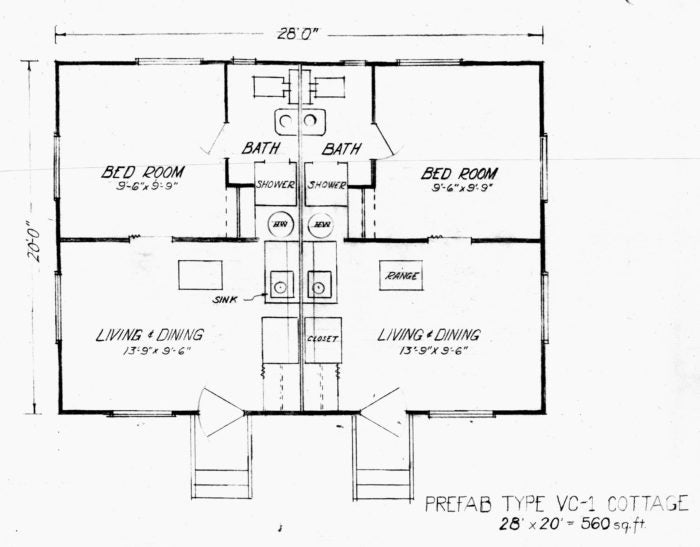 28'0"
20'-0"
BATH
BATH
BED ROOM
9'-6" x 9'-9"
BED ROOM
9'-6" x 9'-9"
SHOWER
SHOWER
SINK
RANGE
LIVING & DINING
13'-9" x 9'-6"
CLOSET
LIVING & DINING
13'-9" x 9'-6"
PREFAB TYPE VC-1 COTTAGE
28' x 20' = 560 sq.ft.